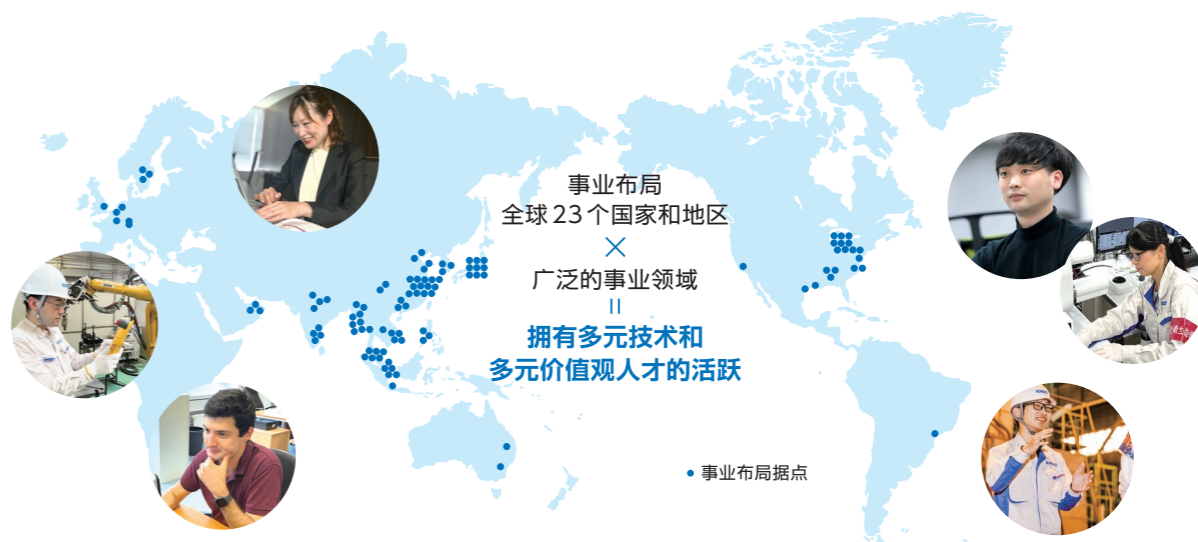 事业布局
全球23个国家和地区
×
广泛的事业领域
=
拥有多元技术和
多元价值观人才的活跃
● 事业布局据点